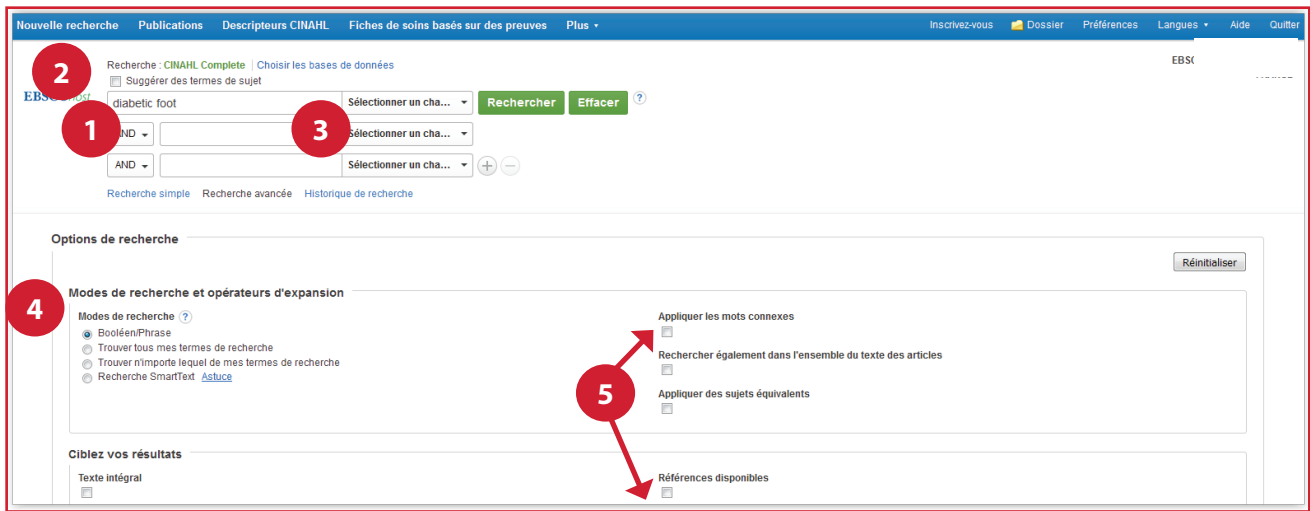 Nouvelle recherche Publications Descripteurs CINAHL Fiches de soins basés sur des preuves Plus Inscrivez-vous Dossier Préférences Langues Aide Quitter
2
Recherche : CINAHL Complete Choisir les bases de données
EBSC
Suggérer des termes de sujet
diabetic foot Sélectionner un cha... Rechercher Effacer ?
1 AND 3 Sélectionner un cha...
AND Sélectionner un cha... + −
Recherche simple Recherche avancée Historique de recherche
Options de recherche
Réinitialiser
4
Modes de recherche et opérateurs d'expansion
Modes de recherche ?
Booléen/Phrase
Trouver tous mes termes de recherche
Trouver n'importe lequel de mes termes de recherche
Recherche SmartText Astuce
Appliquer les mots connexes
Rechercher également dans l'ensemble du texte des articles
5
Appliquer des sujets équivalents
Ciblez vos résultats
Texte intégral
Références disponibles